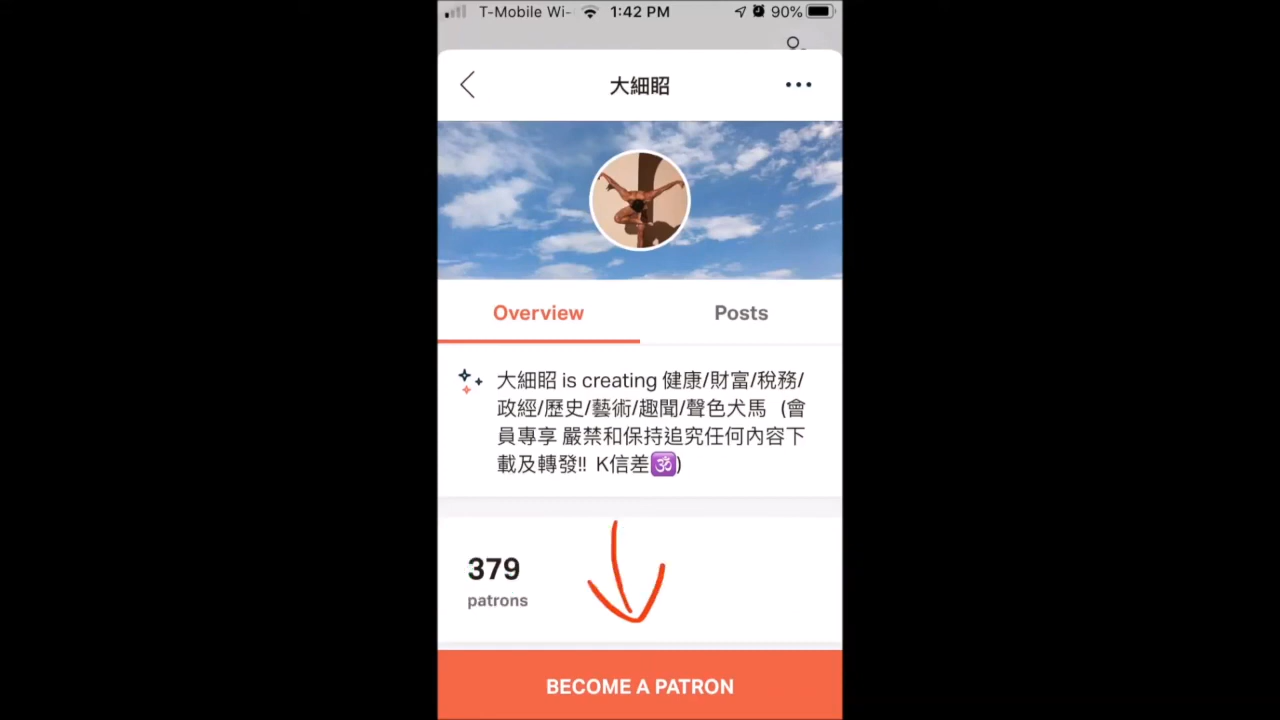 T-Mobile Wi- 1:42 PM 90%
大細眧
Overview Posts
大細眧 is creating 健康/財富/稅務/
政經/歷史/藝術/趣聞/聲色犬馬 (會
員專享 嚴禁和保持追究任何內容下
載及轉發!! K信差🕉)
379
patrons
BECOME A PATRON